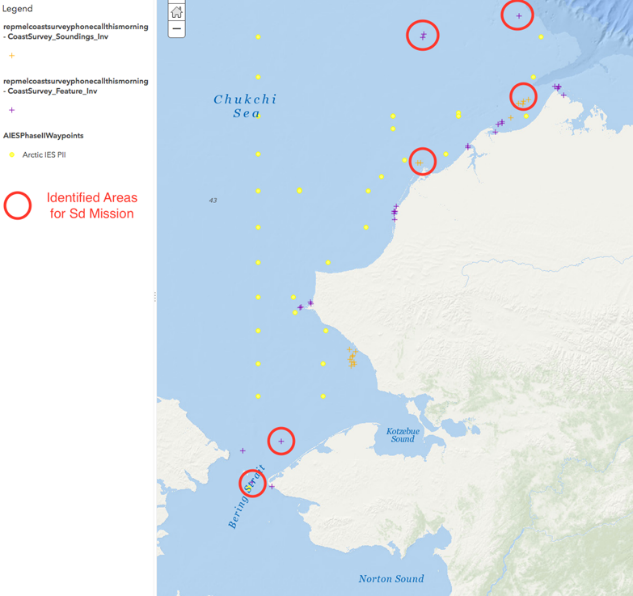 Legend
repmelcoastsurveyphonecallthismorning
- CoastSurvey_Soundings_Inv
repmelcoastsurveyphonecallthismorning
- CoastSurvey_Feature_Inv
AIESPhaseIIWaypoints
Arctic IES PII
Identified Areas
for Sd Mission
Chukchi
Sea
43
Kotzebue
Sound
Bering Strait
Norton Sound